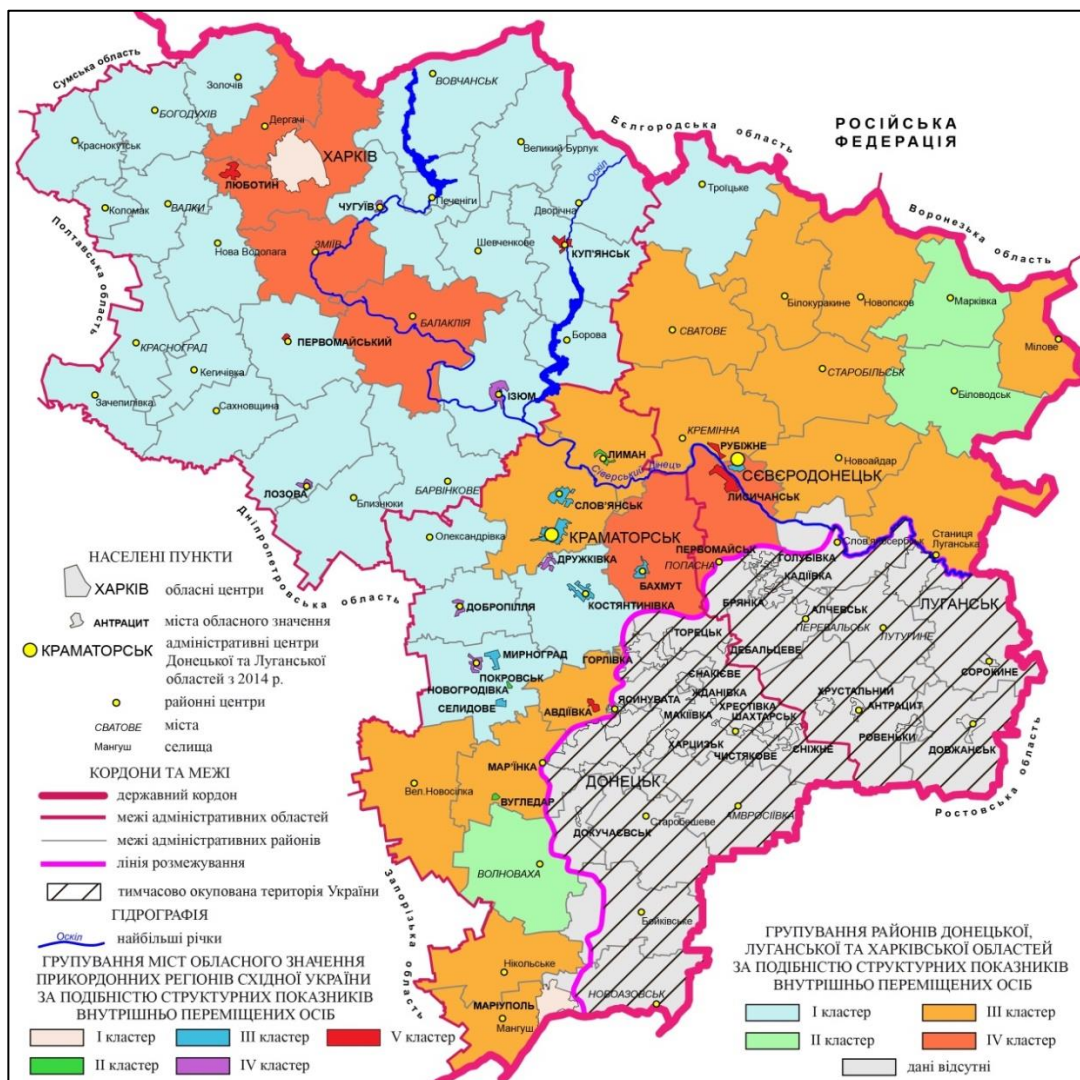 Сумська область
Золочів
БОГОДУХІВ
Дергачі
ВОВЧАНСЬК
Краснокутськ
ХАРКІВ
Великий Бурлук
Бєлгородська область
РОСІЙСЬКА
ФЕДЕРАЦІЯ
ЛЮБОТИН
Оскіл
Троїцьке
Коломак
ВАЛКИ
ЧУГУЇВ
Печеніги
Дворічна
Воронезька область
Полтавська область
Нова Водолага
ЗМІЇВ
Шевченкове
КУП'ЯНСЬК
Білокуракине
Новопсков
Марківка
БАЛАКЛІЯ
СВАТОВЕ
ПЕРВОМАЙСЬКИЙ
Борова
Мілове
КРАСНОГРАД
Кегичівка
СТАРОБІЛЬСЬК
Біловодськ
ІЗЮМ
Зачепилівка
Сахновщина
КРЕМІННА
РУБІЖНЕ
ЛИМАН
Новоайдар
Сіверський Донець
СЄВЄРОДОНЕЦЬК
ЛОЗОВА
Близнюки
БАРВІНКОВЕ
СЛОВ'ЯНСЬК
ЛИСИЧАНСЬК
Дніпропетровська область
Олександрівка
КРАМАТОРСЬК
Слов'яносербськ
Станиця
Луганська
ПЕРВОМАЙСЬК
ГОЛУБІВКА
ДРУЖКІВКА
ПОПАСНА
КАДІЇВКА
БАХМУТ
БРЯНКА
АЛЧЕВСЬК
ЛУГАНСЬК
ДОБРОПІЛЛЯ
КОСТЯНТИНІВКА
ПЕРЕВАЛЬСЬК
ЛУТУГИНЕ
ТОРЕЦЬК
ДЕБАЛЬЦЕВЕ
МИРНОГРАД
ГОРЛІВКА
СОРОКИНЕ
ПОКРОВСЬК
ЄНАКІЄВЕ
НОВОГРОДІВКА
ЯСИНУВАТА
ЖДАНІВКА
ХРУСТАЛЬНИЙ
СЕЛИДОВЕ
АВДІЇВКА
ХРЕСТІВКА
АНТРАЦИТ
МАКІЇВКА
ШАХТАРСЬК
РОВЕНЬКИ
ДОВЖАНСЬК
ХАРЦИЗЬК
СНІЖНЕ
ЧИСТЯКОВЕ
МАР'ЇНКА
ДОНЕЦЬК
Ростовська область
Вел.Новосілка
ВУГЛЕДАР
АМВРОСІЇВКА
Старобешеве
ДОКУЧАЄВСЬК
ВОЛНОВАХА
Запорізька область
Бойківське
Нікольське
НОВОАЗОВСЬК
МАРІУПОЛЬ
Мангуш
НАСЕЛЕНІ ПУНКТИ
ХАРКІВ обласні центри
АНТРАЦИТ міста обласного значення
КРАМАТОРСЬК адміністративні центри
Донецької та Луганської
областей з 2014 р.
районні центри
СВАТОВЕ міста
Мангуш селища
КОРДОНИ ТА МЕЖІ
державний кордон
межі адміністративних областей
межі адміністративних районів
лінія розмежування
тимчасово окупована територія України
ГІДРОГРАФІЯ
Оскіл найбільші річки
ГРУПУВАННЯ МІСТ ОБЛАСНОГО ЗНАЧЕННЯ
ПРИКОРДОННИХ РЕГІОНІВ СХІДНОЇ УКРАЇНИ
ЗА ПОДІБНІСТЮ СТРУКТУРНИХ ПОКАЗНИКІВ
ВНУТРІШНЬО ПЕРЕМІЩЕНИХ ОСІБ
І кластер
ІІІ кластер
V кластер
ІІ кластер
IV кластер
ГРУПУВАННЯ РАЙОНІВ ДОНЕЦЬКОЇ,
ЛУГАНСЬКОЇ ТА ХАРКІВСЬКОЇ ОБЛАСТЕЙ
ЗА ПОДІБНІСТЮ СТРУКТУРНИХ ПОКАЗНИКІВ
ВНУТРІШНЬО ПЕРЕМІЩЕНИХ ОСІБ
І кластер
ІІІ кластер
ІІ кластер
IV кластер
дані відсутні